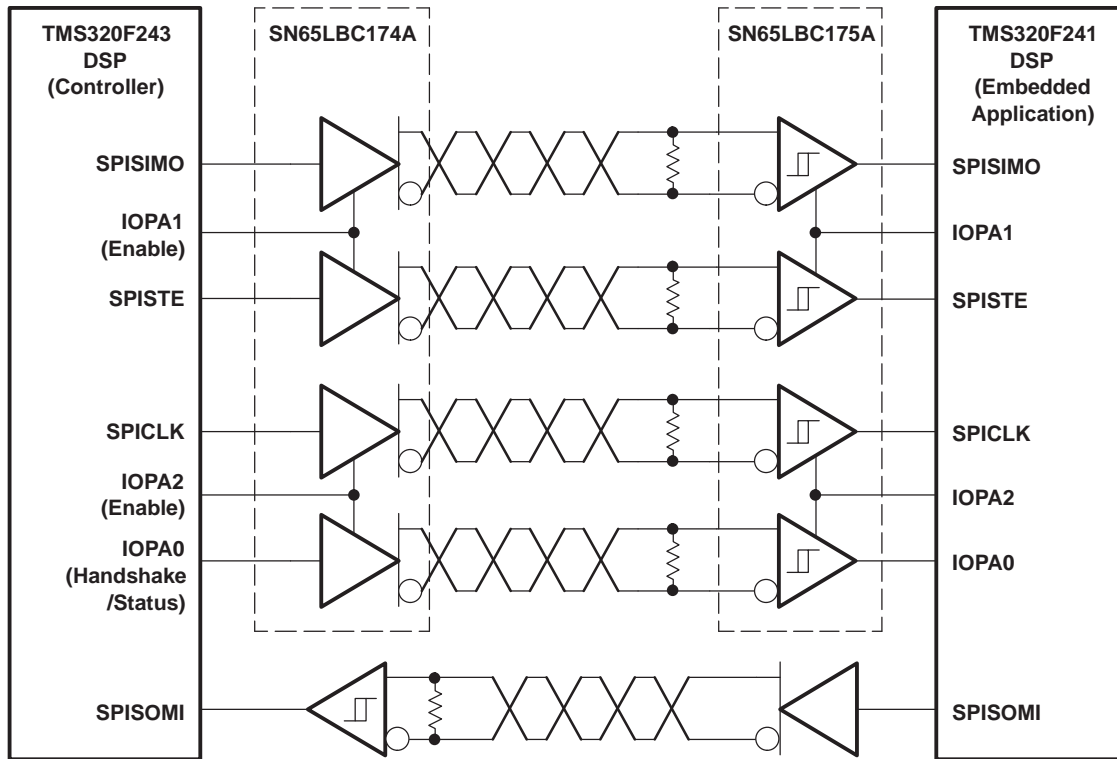 TMS320F243
DSP
(Controller)
SN65LBC174A
SN65LBC175A
TMS320F241
DSP
(Embedded
Application)
SPISIMO
SPISIMO
IOPA1
(Enable)
IOPA1
SPISTE
SPISTE
SPICLK
SPICLK
IOPA2
(Enable)
IOPA2
IOPA0
(Handshake
/Status)
IOPA0
SPISOMI
SPISOMI